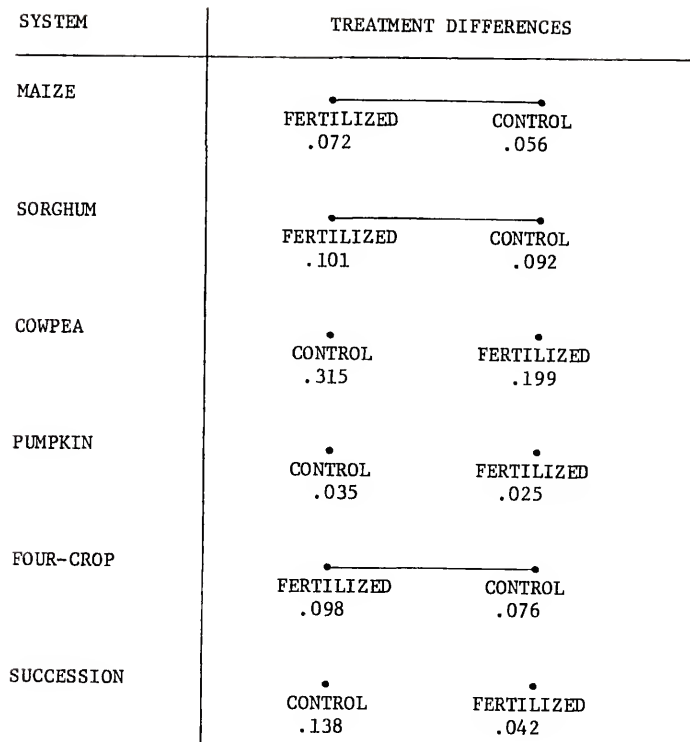 SYSTEM TREATMENT DIFFERENCES
MAIZE
FERTILIZED CONTROL
.072 .056
SORGHUM
FERTILIZED CONTROL
.101 .092
COWPEA
CONTROL FERTILIZED
.315 .199
PUMPKIN
CONTROL FERTILIZED
.035 .025
FOUR-CROP
FERTILIZED CONTROL
.098 .076
SUCCESSION
CONTROL FERTILIZED
.138 .042